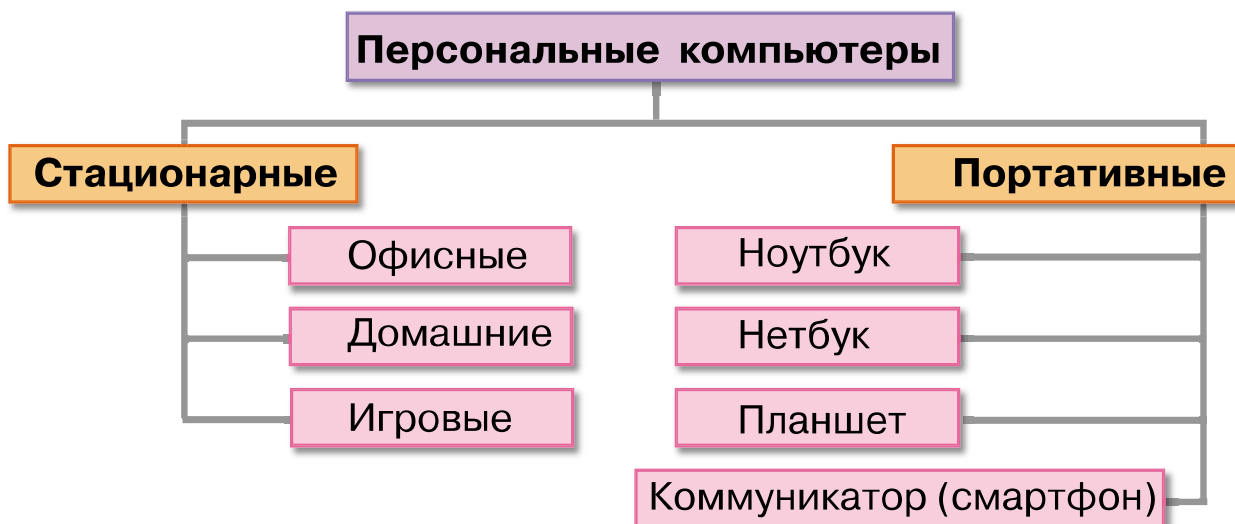 Персональные компьютеры
Стационарные
Офисные
Домашние
Игровые
Портативные
Ноутбук
Нетбук
Планшет
Коммуникатор (смартфон)